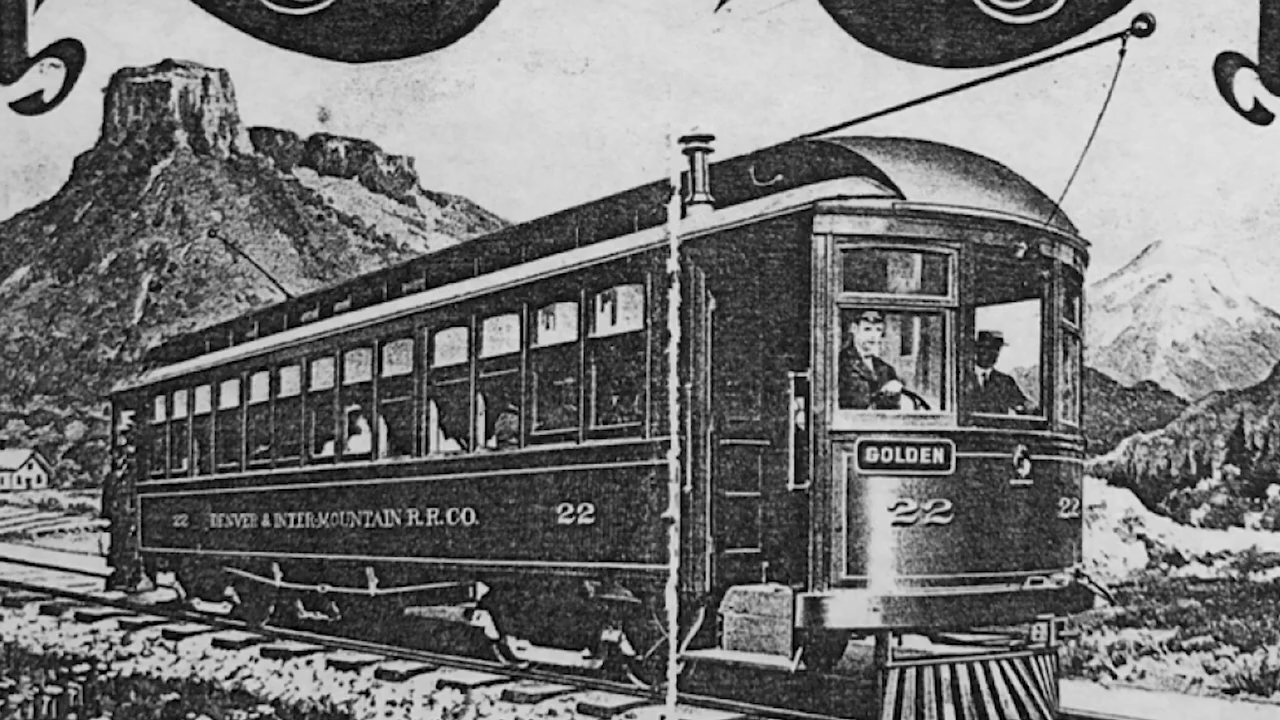 GOLDEN
22
22
22 DENVER & INTER-MOUNTAIN R.R.CO. 22